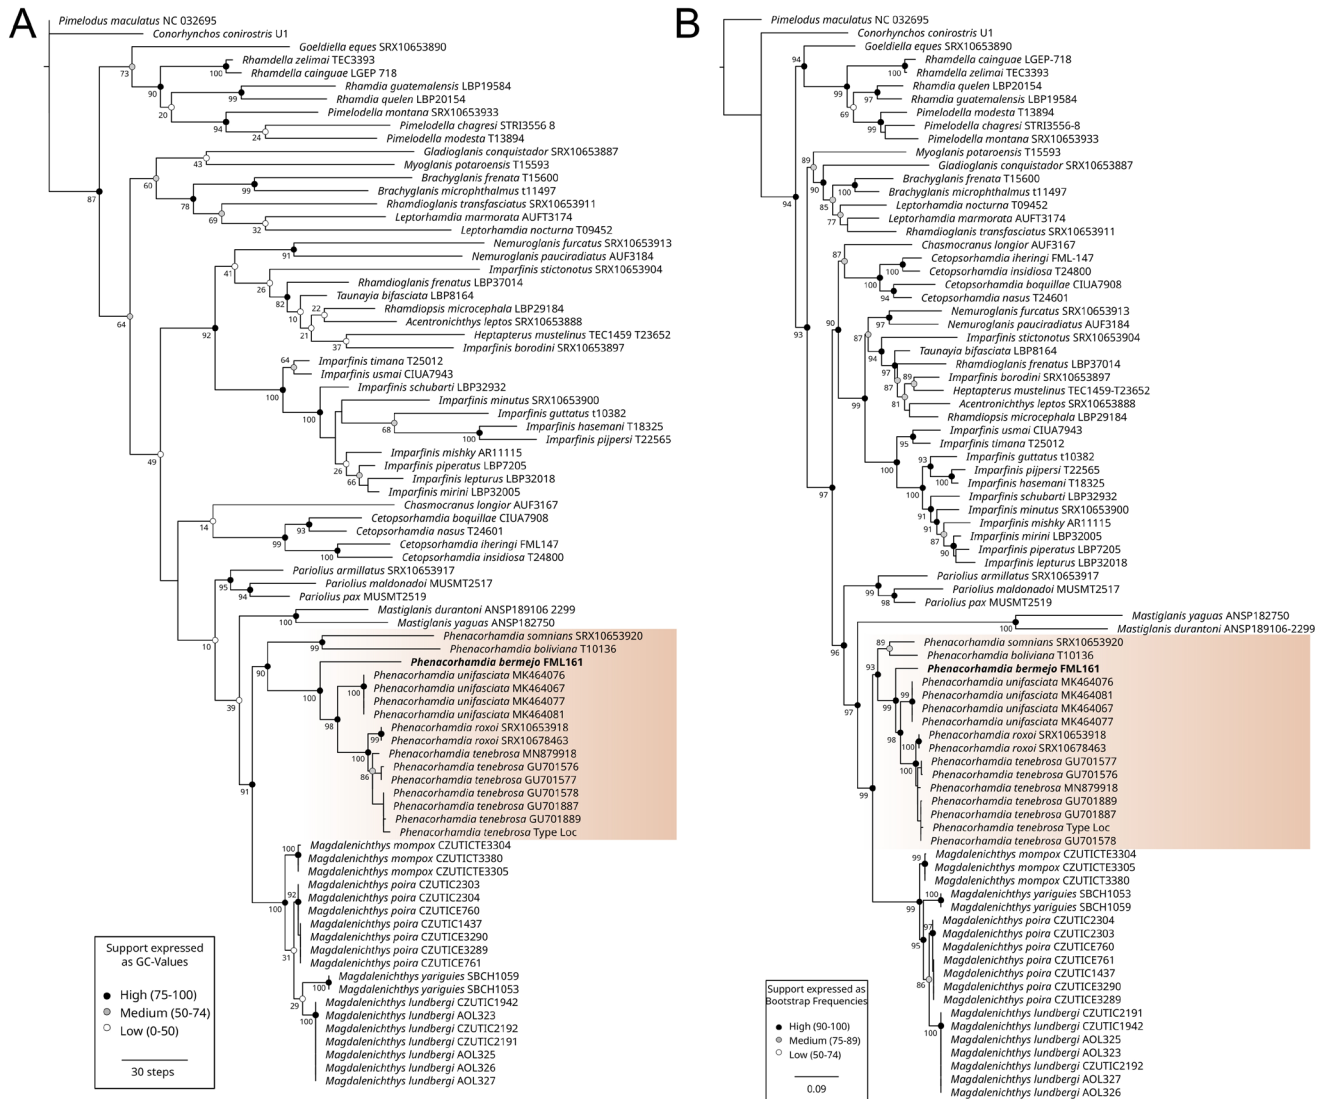 A
Pimelodus maculatus NC 032695
Conorhynchos conirostris U1
Goeldiella eques SRX10653890
73
Rhamdella zelimai TEC3393
100
Rhamdella cainguae LGEP 718
90
Rhamdia guatemalensis LBP19584
99
Rhamdia quelen LBP20154
20
Pimelodella montana SRX10653933
94
Pimelodella chagresi STRI3556 8
24
Pimelodella modesta T13894
Gladioglanis conquistador SRX10653887
43
Myoglanis potaroensis T15593
60
Brachyglanis frenata T15600
99
Brachyglanis microphthalmus t11497
87
78
Rhamdioglanis transfasciatus SRX10653911
69
Leptorhamdia marmorata AUFT3174
32
Leptorhamdia nocturna T09452
Nemuroglanis furcatus SRX10653913
91
Nemuroglanis pauciradiatus AUF3184
41
Imparfinis stictonotus SRX10653904
26
Rhamdioglanis frenatus LBP37014
82
Taunayia bifasciata LBP8164
10
Rhamdiopsis microcephala LBP29184
22
Acentronichthys leptos SRX10653888
64
92
21
Heptapterus mustelinus TEC1459 T23652
37
Imparfinis borodini SRX10653897
64
Imparfinis timana T25012
Imparfinis usmai CIUA7943
100
Imparfinis schubarti LBP32932
100
Imparfinis minutus SRX10653900
Imparfinis guttatus t10382
68
Imparfinis hasemani T18325
100
Imparfinis pijpersi T22565
49
Imparfinis mishky AR11115
26
Imparfinis piperatus LBP7205
66
Imparfinis lepturus LBP32018
Imparfinis mirini LBP32005
Chasmocranus longior AUF3167
14
Cetopsorhamdia boquillae CIUA7908
93
Cetopsorhamdia nasus T24601
99
Cetopsorhamdia iheringi FML147
100
Cetopsorhamdia insidiosa T24800
Pariolius armillatus SRX10653917
95
Pariolius maldonadoi MUSMT2517
94
Pariolius pax MUSMT2519
Mastiglanis durantoni ANSP189106 2299
100
Mastiglanis yaguas ANSP182750
10
Phenacorhamdia somnians SRX10653920
99
Phenacorhamdia boliviana T10136
90
Phenacorhamdia bermejo FML161
Phenacorhamdia unifasciata MK464076
100
Phenacorhamdia unifasciata MK464067
100
Phenacorhamdia unifasciata MK464077
39
Phenacorhamdia unifasciata MK464081
98
Phenacorhamdia roxoi SRX10653918
99
Phenacorhamdia roxoi SRX10678463
Phenacorhamdia tenebrosa MN879918
100
Phenacorhamdia tenebrosa GU701576
86
Phenacorhamdia tenebrosa GU701577
91
Phenacorhamdia tenebrosa GU701578
Phenacorhamdia tenebrosa GU701887
Phenacorhamdia tenebrosa GU701889
Phenacorhamdia tenebrosa Type Loc
100
Magdalenichthys mompox CZUTICTE3304
Magdalenichthys mompox CZUTICT3380
Magdalenichthys mompox CZUTICTE3305
Magdalenichthys poira CZUTIC2303
92
Magdalenichthys poira CZUTIC2304
100
Magdalenichthys poira CZUTICE760
Magdalenichthys poira CZUTIC1437
Magdalenichthys poira CZUTICE3290
31
Magdalenichthys poira CZUTICE3289
Magdalenichthys poira CZUTICE761
Magdalenichthys yariguies SBCH1059
100
Magdalenichthys yariguies SBCH1053
29
Magdalenichthys lundbergi CZUTIC1942
100
Magdalenichthys lundbergi AOL323
Magdalenichthys lundbergi CZUTIC2192
Magdalenichthys lundbergi CZUTIC2191
Magdalenichthys lundbergi AOL325
Magdalenichthys lundbergi AOL326
Magdalenichthys lundbergi AOL327
Support expressed
as GC-Values
High (75-100)
Medium (50-74)
Low (0-50)
30 steps
B
Pimelodus maculatus NC 032695
Conorhynchos conirostris U1
Goeldiella eques SRX10653890
94
Rhamdella cainguae LGEP-718
100
Rhamdella zelimai TEC3393
99
Rhamdia quelen LBP20154
97
Rhamdia guatemalensis LBP19584
69
Pimelodella modesta T13894
99
Pimelodella chagresi STRI3556-8
Pimelodella montana SRX10653933
Myoglanis potaroensis T15593
89
Gladioglanis conquistador SRX10653887
90
Brachyglanis frenata T15600
100
Brachyglanis microphthalmus t11497
94
85
Leptorhamdia nocturna T09452
77
Leptorhamdia marmorata AUFT3174
Rhamdioglanis transfasciatus SRX10653911
Chasmocranus longior AUF3167
87
Cetopsorhamdia iheringi FML-147
100
Cetopsorhamdia insidiosa T24800
100
Cetopsorhamdia boquillae CIUA7908
94
Cetopsorhamdia nasus T24601
Nemuroglanis furcatus SRX10653913
97
Nemuroglanis pauciradiatus AUF3184
90
93
87
Imparfinis stictonotus SRX10653904
94
Taunayia bifasciata LBP8164
97
Rhamdioglanis frenatus LBP37014
87
89
Imparfinis borodini SRX10653897
Heptapterus mustelinus TEC1459-T23652
99
81
Acentronichthys leptos SRX10653888
Rhamdiopsis microcephala LBP29184
Imparfinis usmai CIUA7943
95
Imparfinis timana T25012
100
93
Imparfinis guttatus t10382
Imparfinis pijpersi T22565
100
Imparfinis hasemani T18325
97
100
Imparfinis schubarti LBP32932
91
Imparfinis minutus SRX10653900
91
Imparfinis mishky AR11115
87
Imparfinis mirini LBP32005
90
Imparfinis piperatus LBP7205
Imparfinis lepturus LBP32018
Pariolius armillatus SRX10653917
99
Pariolius maldonadoi MUSMT2517
98
Pariolius pax MUSMT2519
Mastiglanis yaguas ANSP182750
100
Mastiglanis durantoni ANSP189106-2299
96
89
Phenacorhamdia somnians SRX10653920
Phenacorhamdia boliviana T10136
93
Phenacorhamdia bermejo FML161
Phenacorhamdia unifasciata MK464076
99
Phenacorhamdia unifasciata MK464081
99
Phenacorhamdia unifasciata MK464067
97
Phenacorhamdia unifasciata MK464077
98
Phenacorhamdia roxoi SRX10653918
100
Phenacorhamdia roxoi SRX10678463
Phenacorhamdia tenebrosa GU701577
100
Phenacorhamdia tenebrosa GU701576
99
Phenacorhamdia tenebrosa MN879918
Phenacorhamdia tenebrosa GU701889
Phenacorhamdia tenebrosa GU701887
Phenacorhamdia tenebrosa Type Loc
Phenacorhamdia tenebrosa GU701578
99
Magdalenichthys mompox CZUTICTE3304
Magdalenichthys mompox CZUTICTE3305
Magdalenichthys mompox CZUTICT3380
100
Magdalenichthys yariguies SBCH1053
99
Magdalenichthys yariguies SBCH1059
Magdalenichthys poira CZUTIC2304
97
Magdalenichthys poira CZUTIC2303
95
Magdalenichthys poira CZUTICE760
Magdalenichthys poira CZUTICE761
Magdalenichthys poira CZUTIC1437
86
Magdalenichthys poira CZUTICE3290
Magdalenichthys poira CZUTICE3289
Magdalenichthys lundbergi CZUTIC2191
100
Magdalenichthys lundbergi CZUTIC1942
Magdalenichthys lundbergi AOL325
Magdalenichthys lundbergi AOL323
Magdalenichthys lundbergi CZUTIC2192
Magdalenichthys lundbergi AOL327
Magdalenichthys lundbergi AOL326
Support expressed as
Bootstrap Frequencies
High (90-100)
Medium (75-89)
Low (50-74)
0.09